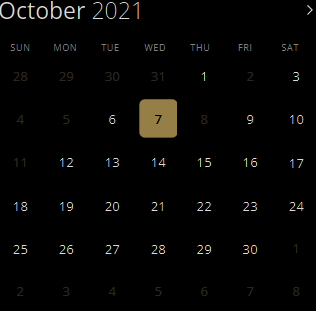 October 2021
SUN MON TUE WED THU FRI SAT
28 29 30 31 1 2 3
4 5 6 7 8 9 10
11 12 13 14 15 16 17
18 19 20 21 22 23 24
25 26 27 28 29 30 1
2 3 4 5 6 7 8